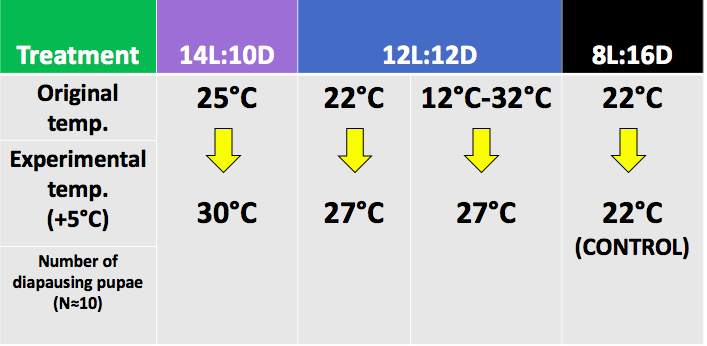 Treatment 14L:10D 12L:12D 8L:16D
Original
temp.
25°C 22°C 12°C-32°C 22°C
Experimental
temp.
(+5°C)
30°C 27°C 27°C 22°C
(CONTROL)
Number of
diapausing pupae
(N≈10)